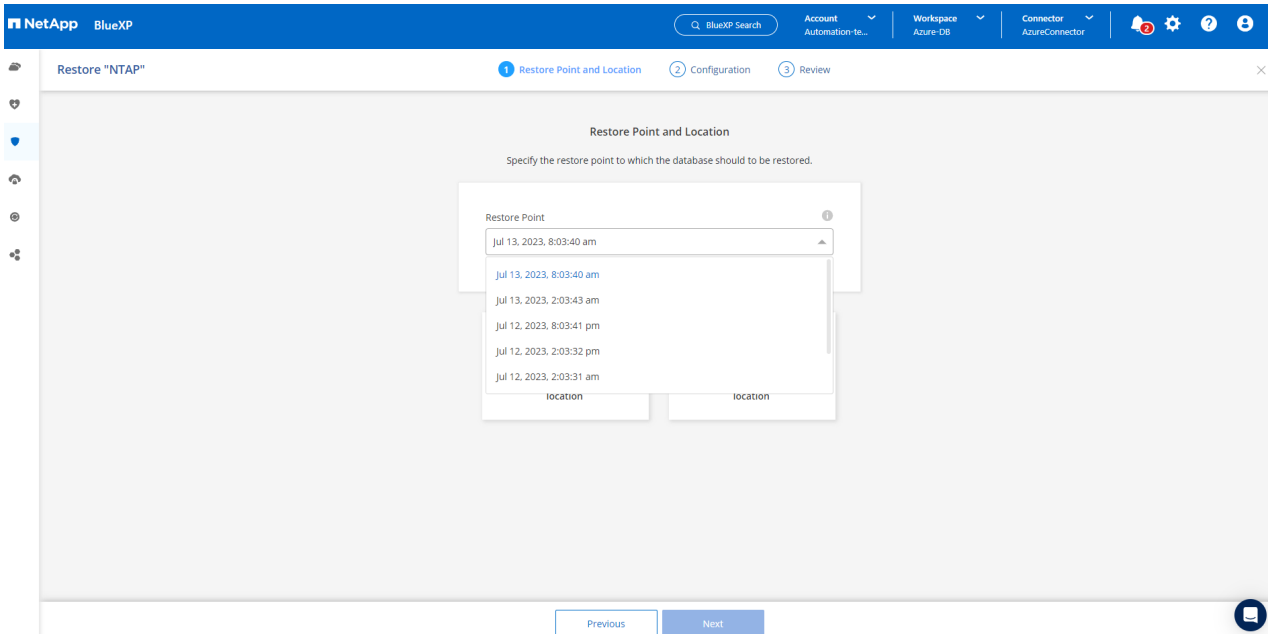 NetApp BlueXP
BlueXP Search
Account
Automation-te...
Workspace
Azure-DB
Connector
AzureConnector
2
?
Restore "NTAP"
1 Restore Point and Location
2 Configuration
3 Review
Restore Point and Location
Specify the restore point to which the database should to be restored.
Restore Point
i
Jul 13, 2023, 8:03:40 am
Jul 13, 2023, 8:03:40 am
Jul 13, 2023, 2:03:43 am
Jul 12, 2023, 8:03:41 pm
Jul 12, 2023, 2:03:32 pm
Jul 12, 2023, 2:03:31 am
location location
Previous Next